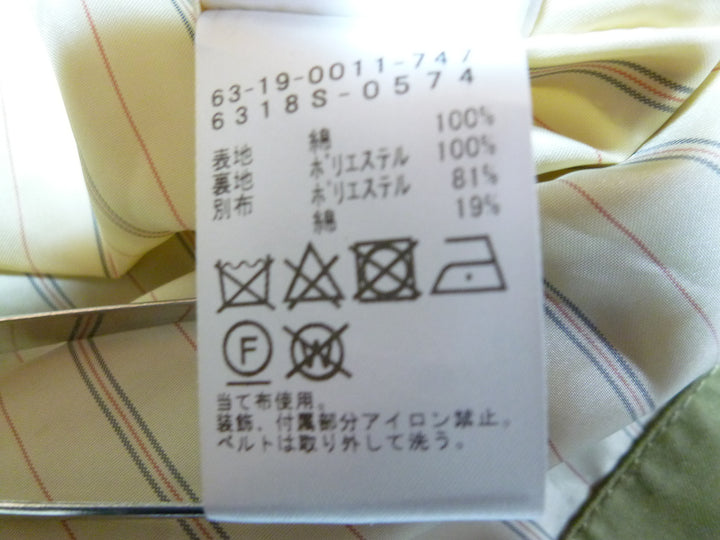 63-19-0011-747
6318S-0574
表地 綿 100%
裏地 ポリエステル 100%
別布 ポリエステル 81%
綿 19%
F W
当て布使用。
装飾、付属部分アイロン禁止。
ベルトは取り外して洗う。